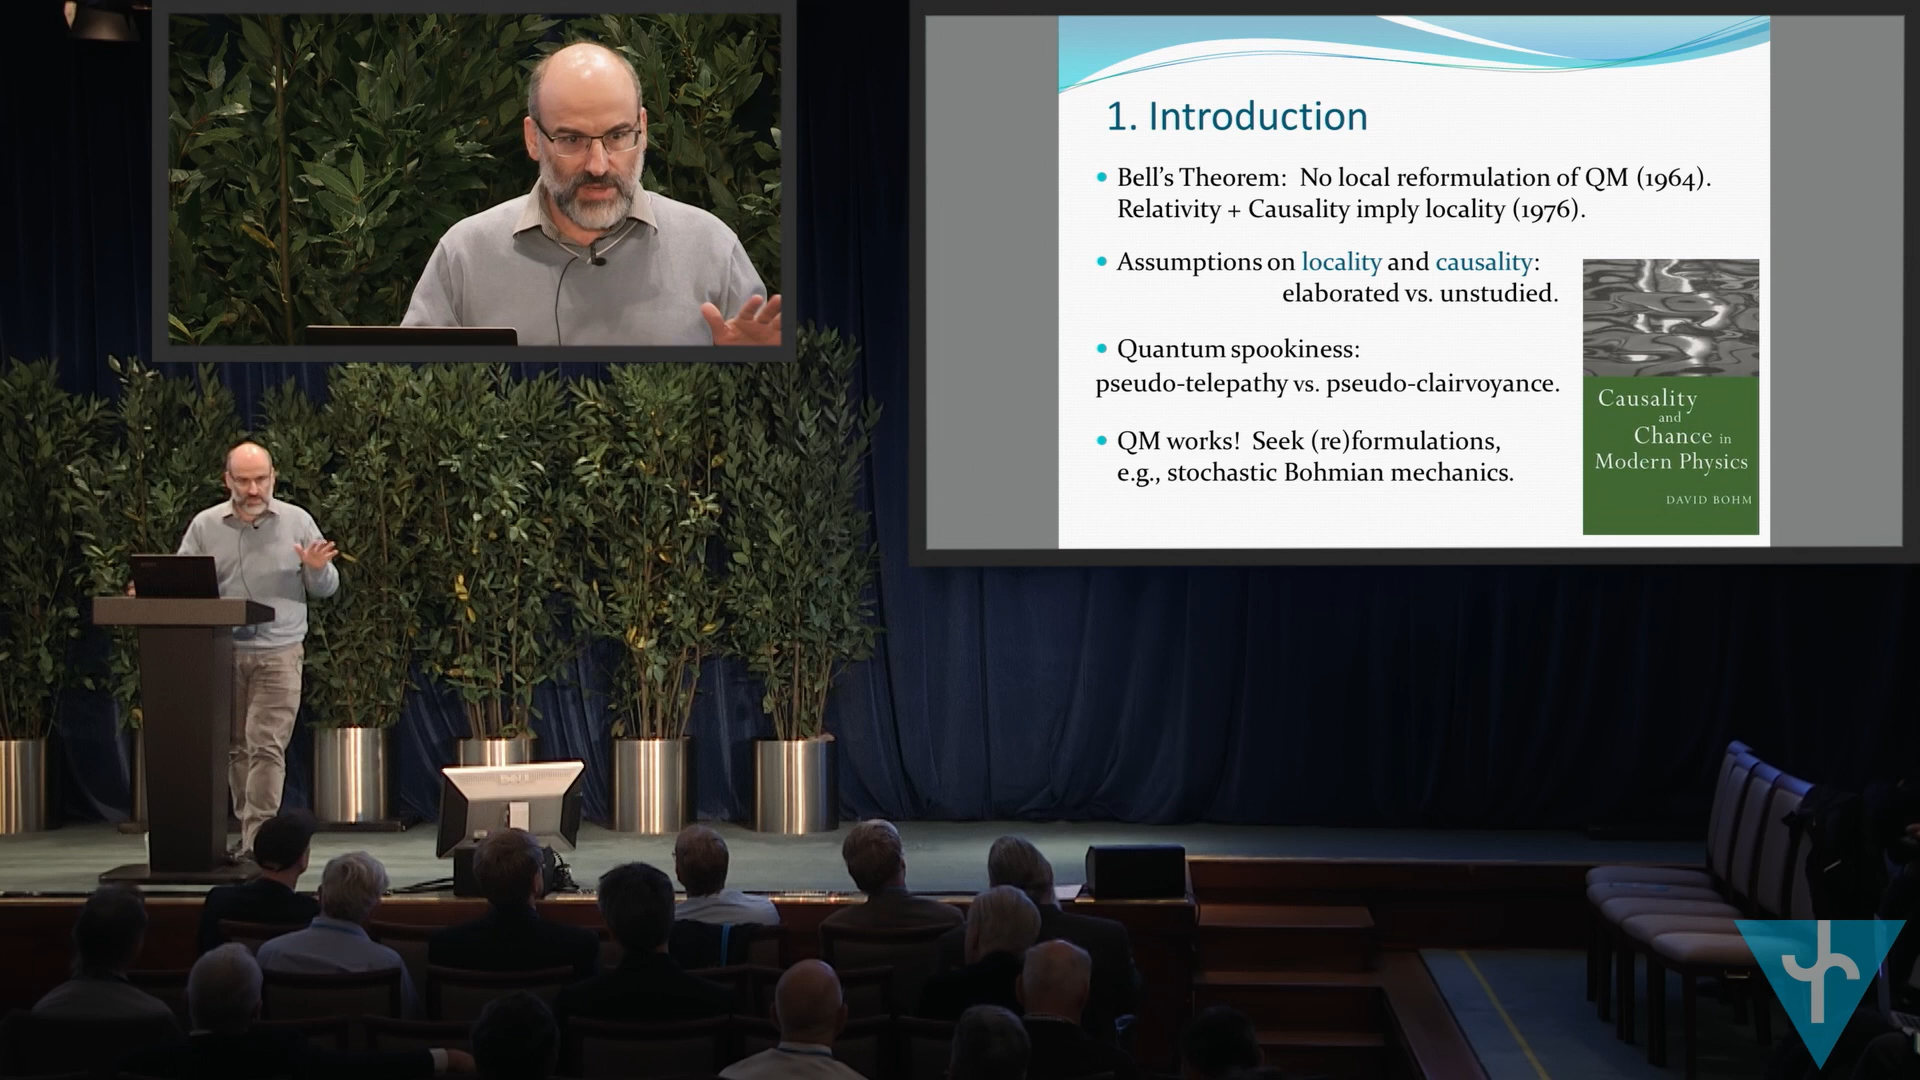 1. Introduction
• Bell's Theorem: No local reformulation of QM (1964).
Relativity + Causality imply locality (1976).
• Assumptions on locality and causality:
elaborated vs. unstudied.
• Quantum spookiness:
pseudo-telepathy vs. pseudo-clairvoyance.
• QM works! Seek (re)formulations,
e.g., stochastic Bohmian mechanics.
Causality
and
Chance in
Modern Physics
DAVID BOHM
DELL